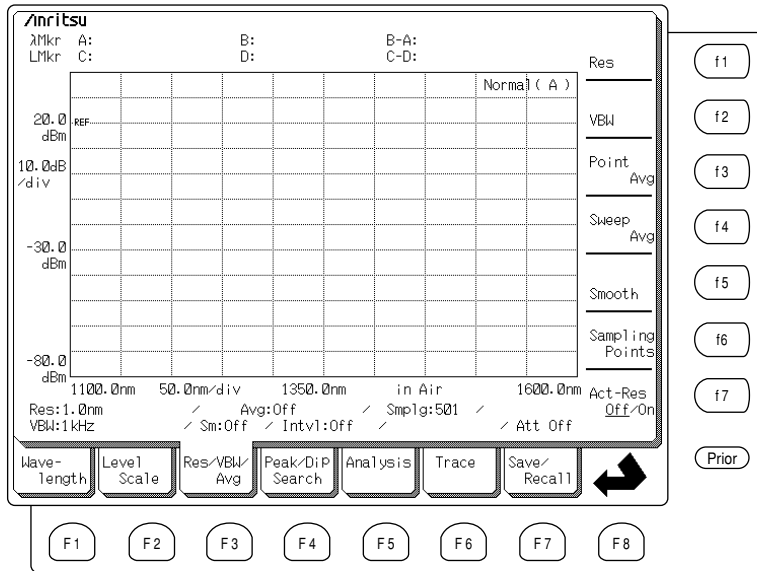 Anritsu
λMkr A: B: B-A:
LMkr C: D: C-D:
Normal( A )
20.0
dBm
REF
10.0dB
/div
-30.0
dBm
-80.0
dBm
1100.0nm 50.0nm/div 1350.0nm in Air 1600.0nm
Res:1.0nm / Avg:Off / Smplg:501 /
VBW:1kHz / Sm:Off / Intvl:Off / / Att Off
Res
VBW
Point
Avg
Sweep
Avg
Smooth
Sampling
Points
Act-Res
Off/On
f1
f2
f3
f4
f5
f6
f7
Prior
Wave-
length
Level
Scale
Res/VBW/
Avg
Peak/Dip
Search
Analysis
Trace
Save/
Recall
F1 F2 F3 F4 F5 F6 F7 F8